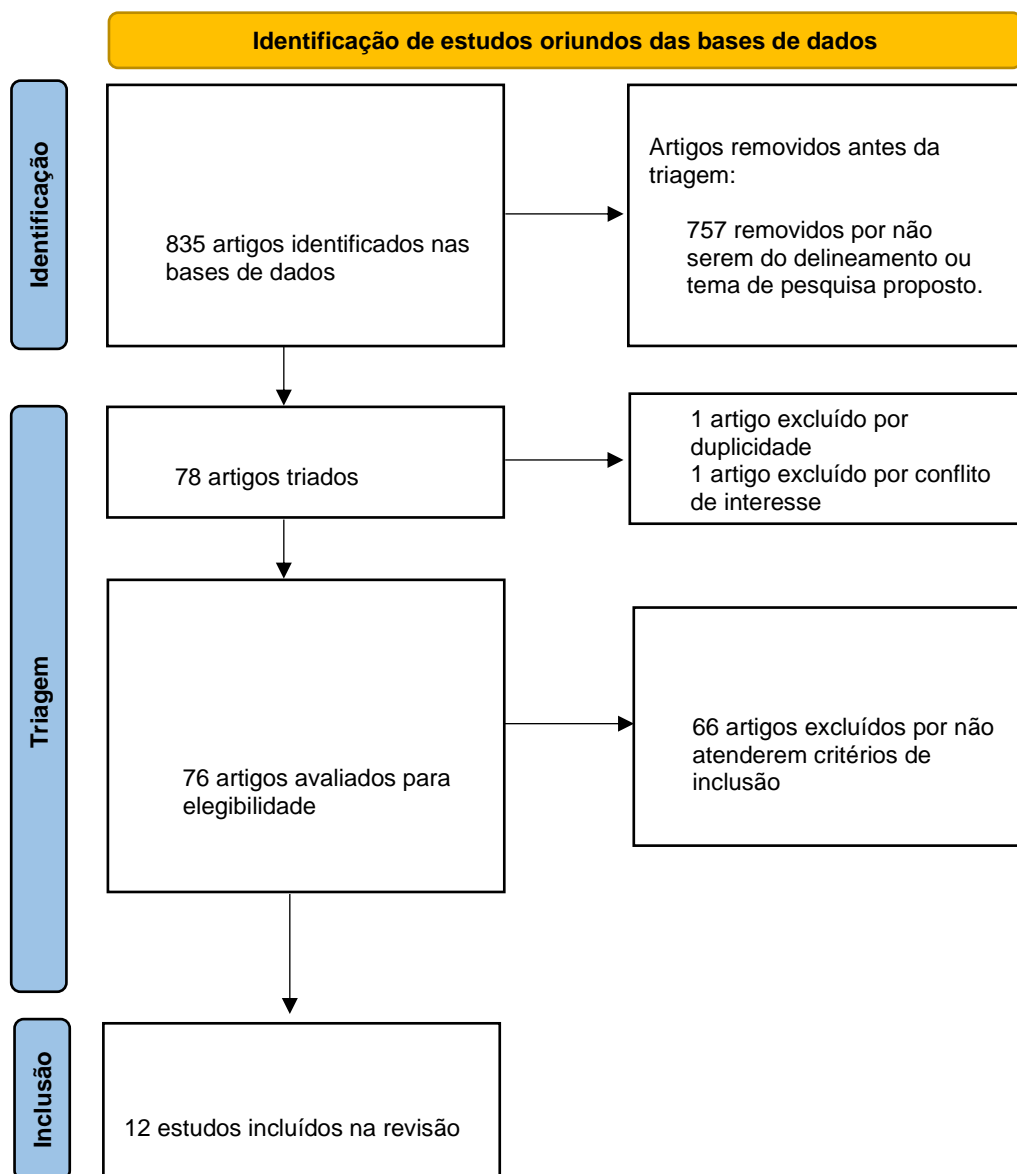 Identificação de estudos oriundos das bases de dados
Identificação
835 artigos identificados nas
bases de dados
Artigos removidos antes da
triagem:
757 removidos por não
serem do delineamento ou
tema de pesquisa proposto.
Triagem
78 artigos triados
1 artigo excluído por
duplicidade
1 artigo excluído por conflito
de interesse
76 artigos avaliados para
elegibilidade
66 artigos excluídos por não
atenderem critérios de
inclusão
Inclusão
12 estudos incluídos na revisão